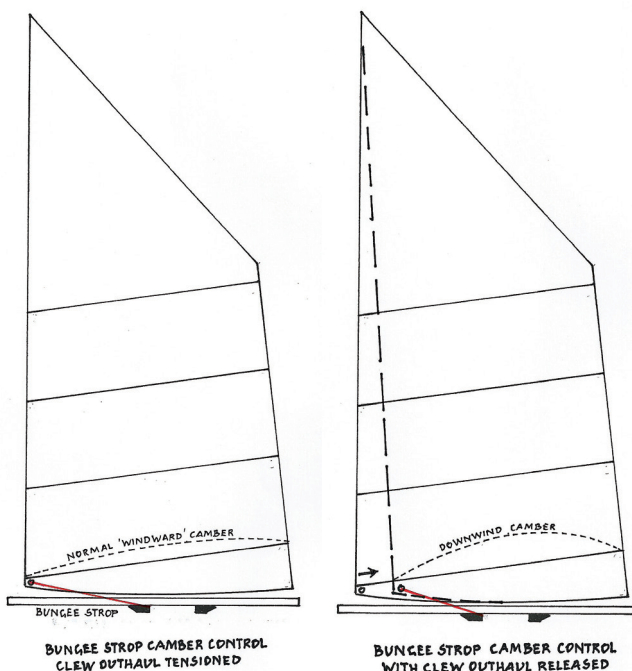 NORMAL 'WINDWARD' CAMBER
BUNGEE STROP
BUNGEE STROP CAMBER CONTROL
CLEW OUTHAUL TENSIONED
DOWNWIND CAMBER
BUNGEE STROP CAMBER CONTROL
WITH CLEW OUTHAUL RELEASED